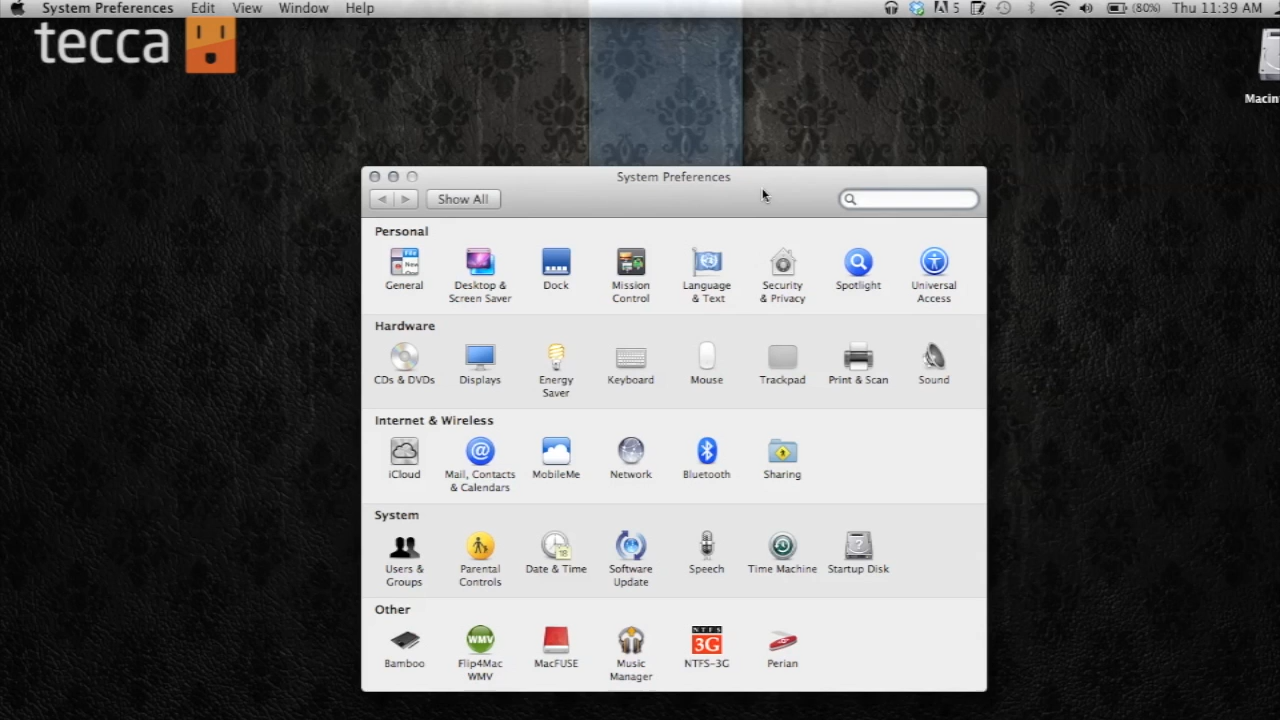 System Preferences Edit View Window Help 5 (80%) Thu 11:39 AM
tecca
Macin
System Preferences
Show All
Personal
General Desktop & Screen Saver Dock Mission Control Language & Text Security & Privacy Spotlight Universal Access
Hardware
CDs & DVDs Displays Energy Saver Keyboard Mouse Trackpad Print & Scan Sound
Internet & Wireless
iCloud Mail, Contacts & Calendars MobileMe Network Bluetooth Sharing
System
Users & Groups Parental Controls Date & Time Software Update Speech Time Machine Startup Disk
Other
Bamboo Flip4Mac WMV MacFUSE Music Manager NTFS-3G Perian